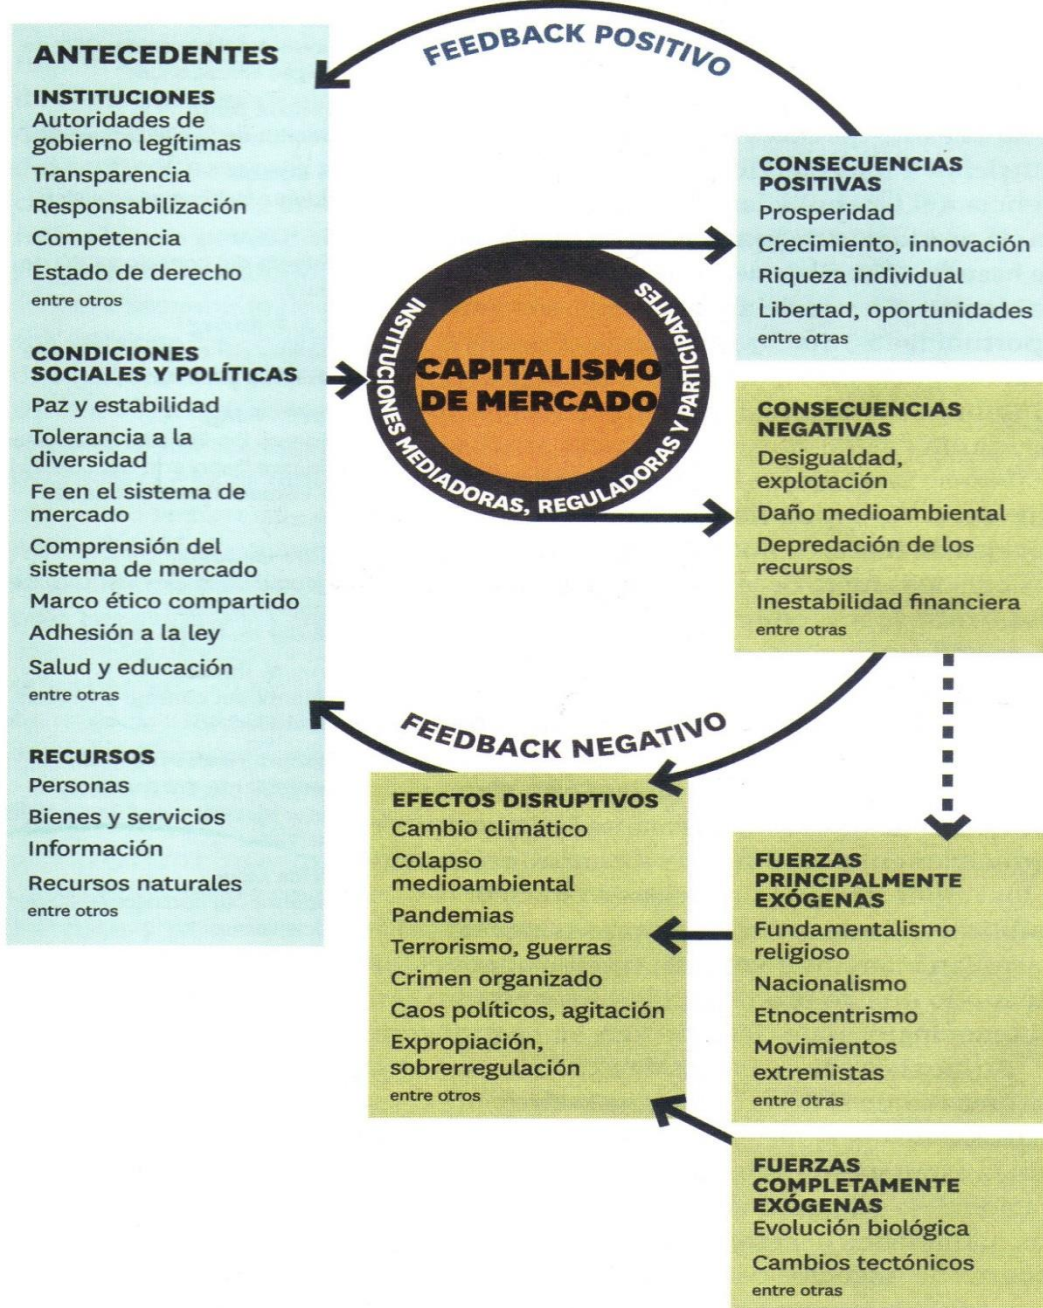 FEEDBACK POSITIVO
ANTECEDENTES
INSTITUCIONES
Autoridades de
gobierno legítimas
Transparencia
Responsabilización
Competencia
Estado de derecho
entre otros
CONDICIONES
SOCIALES Y POLÍTICAS
Paz y estabilidad
Tolerancia a la
diversidad
Fe en el sistema de
mercado
Comprensión del
sistema de mercado
Marco ético compartido
Adhesión a la ley
Salud y educación
entre otras
RECURSOS
Personas
Bienes y servicios
Información
Recursos naturales
entre otros
CAPITALISMO
DE MERCADO
INSTITUCIONES MEDIADORAS, REGULADORAS Y PARTICIPANTES
CONSECUENCIAS
POSITIVAS
Prosperidad
Crecimiento, innovación
Riqueza individual
Libertad, oportunidades
entre otras
CONSECUENCIAS
NEGATIVAS
Desigualdad,
explotación
Daño medioambiental
Depredación de los
recursos
Inestabilidad financiera
entre otras
FEEDBACK NEGATIVO
EFECTOS DISRUPTIVOS
Cambio climático
Colapso
medioambiental
Pandemias
Terrorismo, guerras
Crimen organizado
Caos políticos, agitación
Expropiación,
sobrerregulación
entre otros
FUERZAS
PRINCIPALMENTE
EXÓGENAS
Fundamentalismo
religioso
Nacionalismo
Etnocentrismo
Movimientos
extremistas
entre otras
FUERZAS
COMPLETAMENTE
EXÓGENAS
Evolución biológica
Cambios tectónicos
entre otras